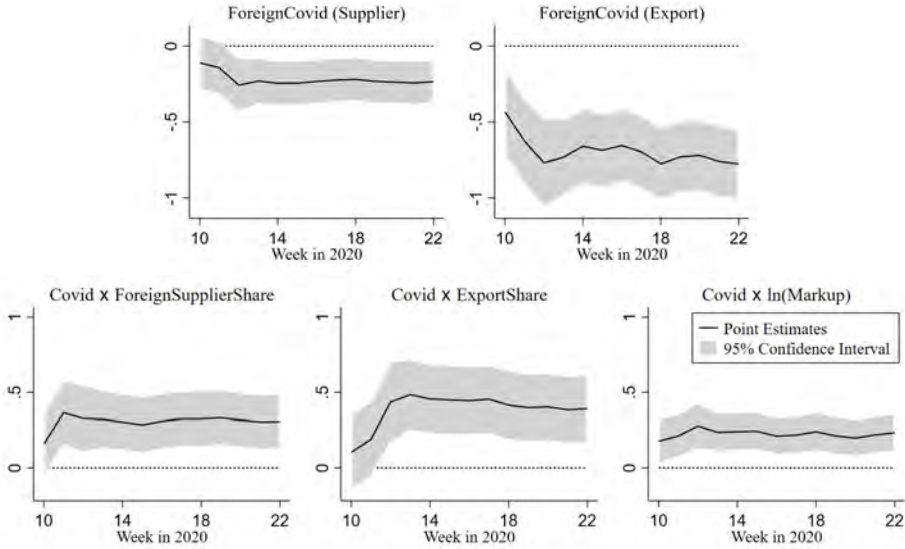 ForeignCovid (Supplier)
0
-.5
-1
10 14 18 22
Week in 2020
ForeignCovid (Export)
0
-.5
-1
10 14 18 22
Week in 2020
Covid x ForeignSupplierShare
1
.5
0
10 14 18 22
Week in 2020
Covid x ExportShare
1
.5
0
10 14 18 22
Week in 2020
Covid x ln(Markup)
1
.5
0
10 14 18 22
Week in 2020
Point Estimates
95% Confidence Interval